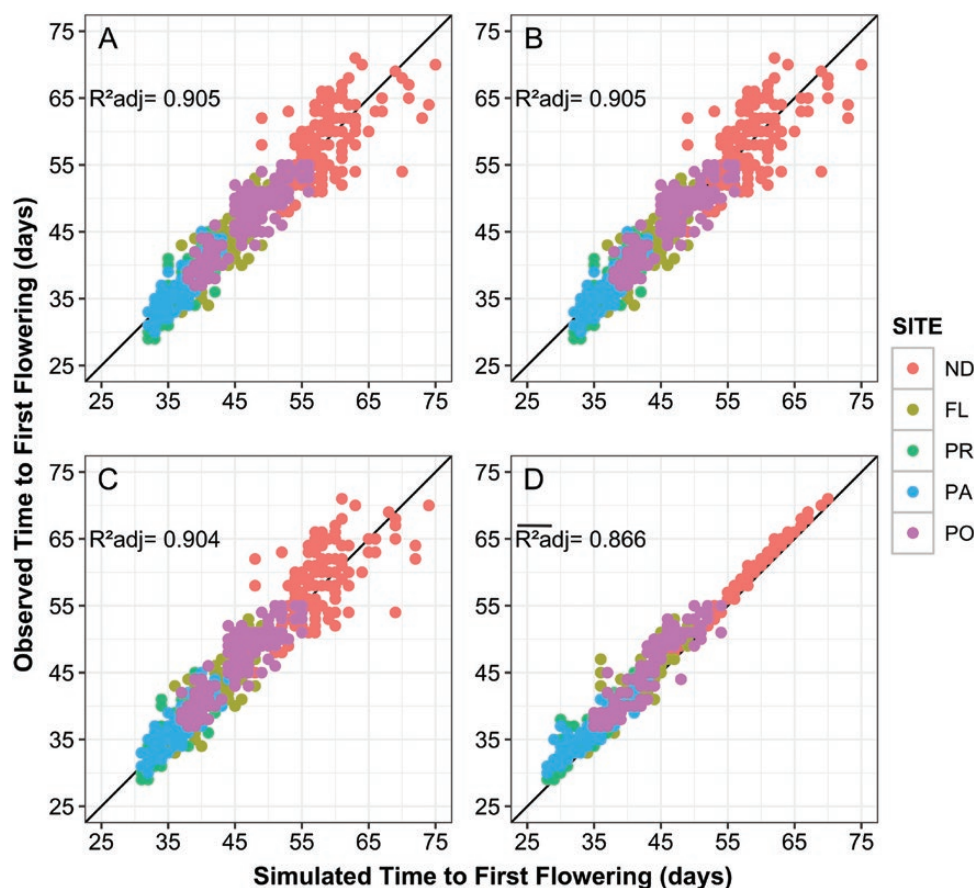 75
65
55
45
35
25
A
R²adj= 0.905
25 35 45 55 65 75
75
65
55
45
35
25
B
R²adj= 0.905
25 35 45 55 65 75
75
65
55
45
35
25
C
R²adj= 0.904
25 35 45 55 65 75
75
65
55
45
35
25
D
R²adj= 0.866
25 35 45 55 65 75
Observed Time to First Flowering (days)
Simulated Time to First Flowering (days)
SITE
ND
FL
PR
PA
PO